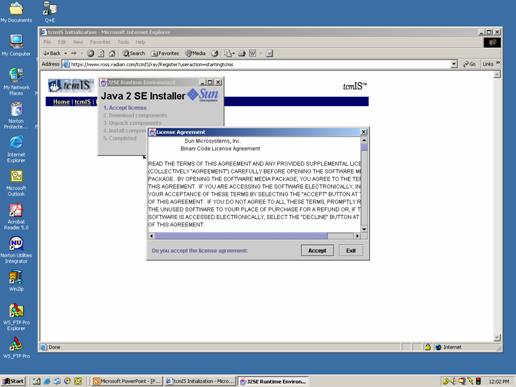 My Documents
Q+E
My Computer
My Network Places
Norton Protecte...
Internet Explorer
Microsoft Outlook
Acrobat Reader 5.0
Norton Utilities Integrator
WinZip
WS_FTP Pro Explorer
WS_FTP Pro
tcmIS Initialization - Microsoft Internet Explorer
File Edit View Favorites Tools Help
Back
Search Favorites Media
Address https://www.ross.radian.com/tcmIS/ray/Register?useraction=startingtcmis
Go Links »
tcmIS
tcmIS™
Home | tcmIS
J2SE Runtime Environment
Java 2 SE Installer Sun
1. Accept license
2. Download components
3. Unpack components
4. Install compon
5. Completed
License Agreement
Sun Microsystems, Inc.
Binary Code License Agreement
READ THE TERMS OF THIS AGREEMENT AND ANY PROVIDED SUPPLEMENTAL LICE
(COLLECTIVELY "AGREEMENT") CAREFULLY BEFORE OPENING THE SOFTWARE M
PACKAGE. BY OPENING THE SOFTWARE MEDIA PACKAGE, YOU AGREE TO THE TE
THIS AGREEMENT. IF YOU ARE ACCESSING THE SOFTWARE ELECTRONICALLY, IN
YOUR ACCEPTANCE OF THESE TERMS BY SELECTING THE "ACCEPT" BUTTON AT
OF THIS AGREEMENT. IF YOU DO NOT AGREE TO ALL THESE TERMS, PROMPTLY R
THE UNUSED SOFTWARE TO YOUR PLACE OF PURCHASE FOR A REFUND OR, IF T
SOFTWARE IS ACCESSED ELECTRONICALLY, SELECT THE "DECLINE" BUTTON AT
OF THIS AGREEMENT.
Do you accept the license agreement:
Accept
Exit
Done
Internet
Start
Microsoft PowerPoint - [P...
tcmIS Initialization - Micro...
J2SE Runtime Environ...
12:02 PM